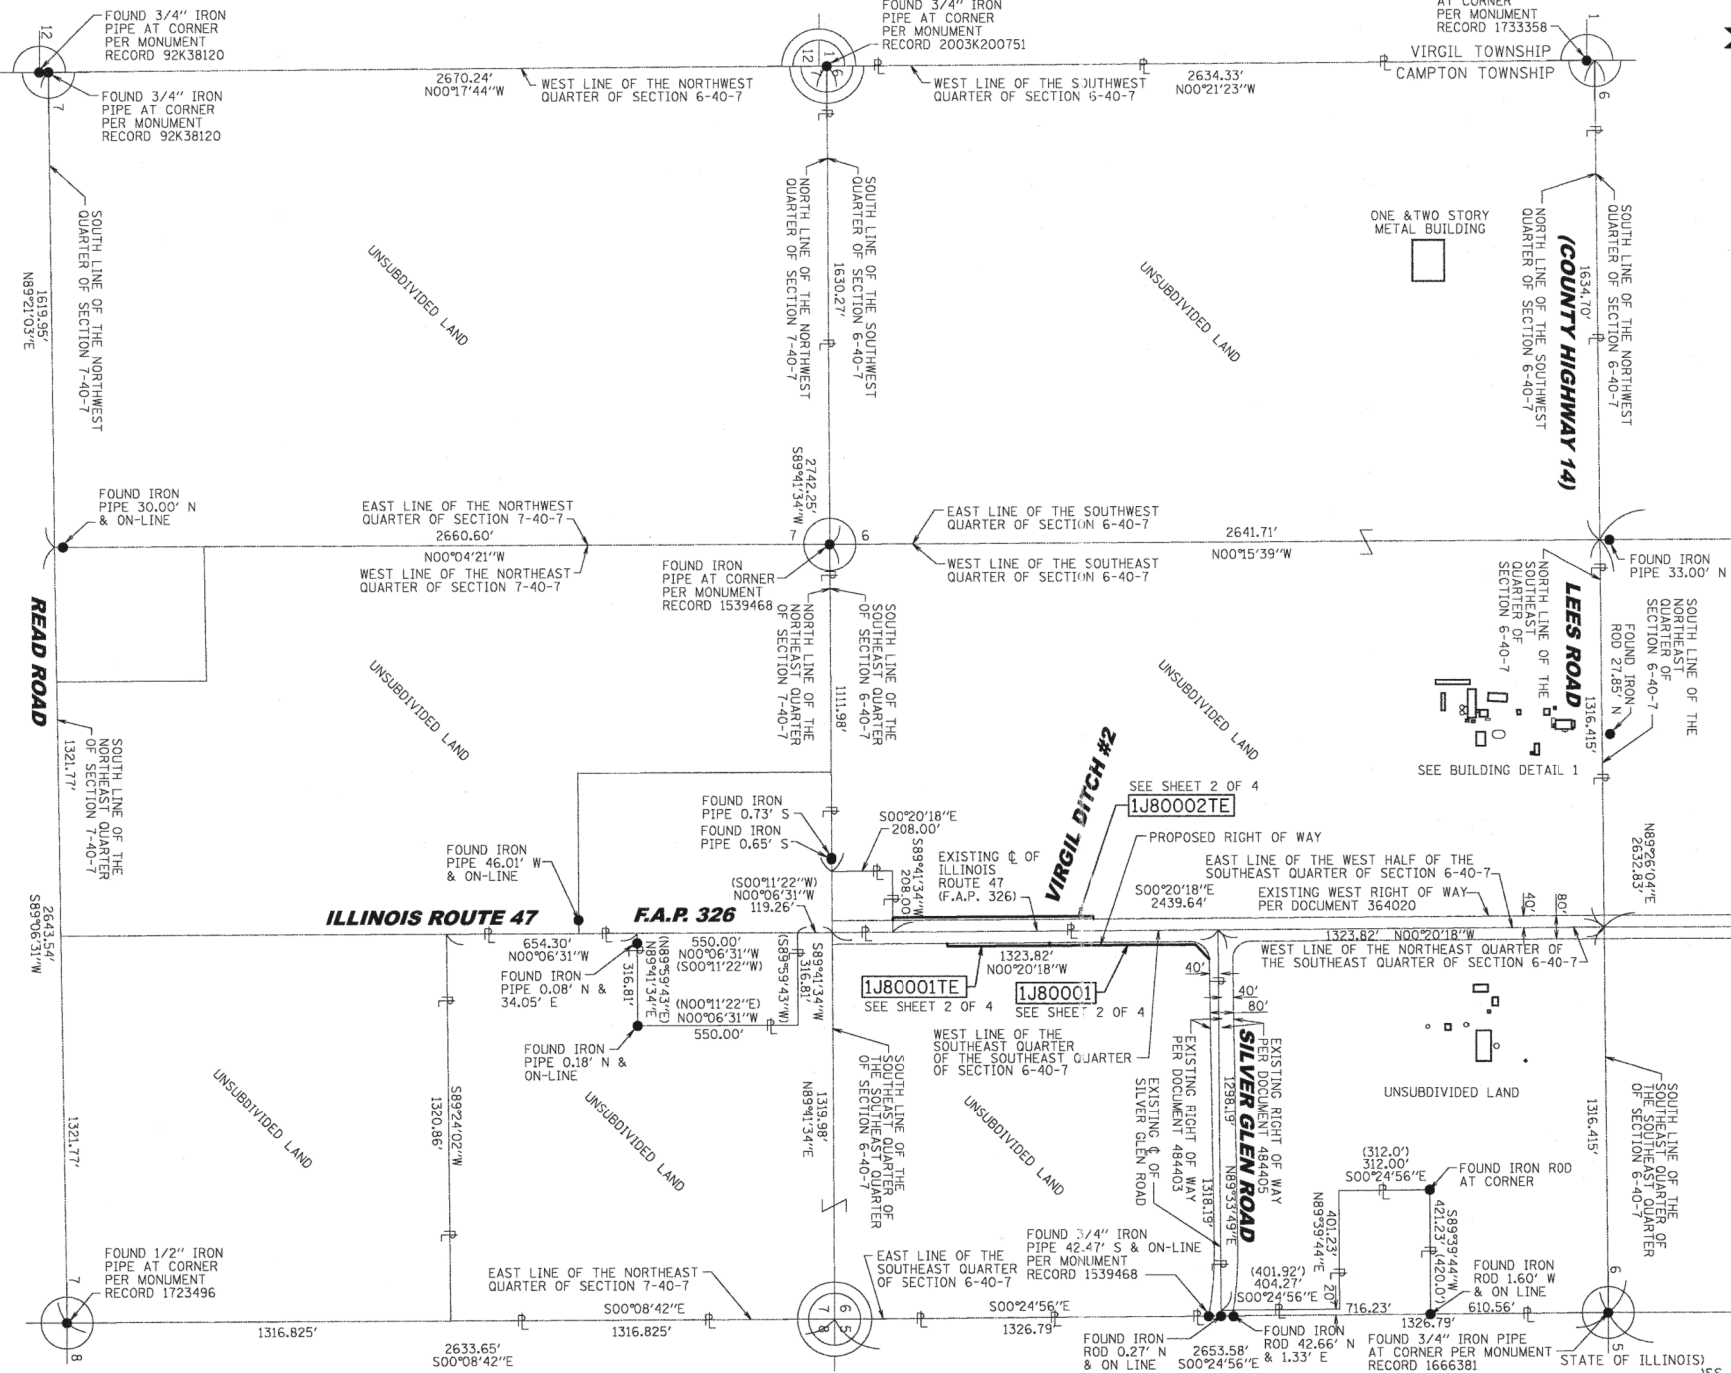 FOUND 3/4" IRON
PIPE AT CORNER
PER MONUMENT
RECORD 92K38120
12
7
FOUND 3/4" IRON
PIPE AT CORNER
PER MONUMENT
RECORD 92K38120
2670.24'
N00°17'44"W
WEST LINE OF THE NORTHWEST
QUARTER OF SECTION 6-40-7
FOUND 3/4" IRON
PIPE AT CORNER
PER MONUMENT
RECORD 2003K200751
12
1
7
6
WEST LINE OF THE SOUTHWEST
QUARTER OF SECTION 6-40-7
2634.33'
N00°21'23"W
AT CORNER
PER MONUMENT
RECORD 1733358
VIRGIL TOWNSHIP
CAMPTON TOWNSHIP
1
6
SOUTH LINE OF THE NORTHWEST
QUARTER OF SECTION 7-40-7
1619.95'
N89°21'03"E
UNSUBDIVIDED LAND
NORTH LINE OF THE NORTHWEST
QUARTER OF SECTION 7-40-7
SOUTH LINE OF THE SOUTHWEST
QUARTER OF SECTION 6-40-7
1630.27'
2742.25'
S89°41'34"W
UNSUBDIVIDED LAND
ONE &TWO STORY
METAL BUILDING
NORTH LINE OF THE SOUTHWEST
QUARTER OF SECTION 6-40-7
(COUNTY HIGHWAY 14)
1634.70'
SOUTH LINE OF THE NORTHWEST
QUARTER OF SECTION 6-40-7
FOUND IRON
PIPE 30.00' N
& ON-LINE
EAST LINE OF THE NORTHWEST
QUARTER OF SECTION 7-40-7
2660.60'
N00°04'21"W
WEST LINE OF THE NORTHEAST
QUARTER OF SECTION 7-40-7
7
6
FOUND IRON
PIPE AT CORNER
PER MONUMENT
RECORD 1539468
EAST LINE OF THE SOUTHWEST
QUARTER OF SECTION 6-40-7
2641.71'
N00°15'39"W
WEST LINE OF THE SOUTHEAST
QUARTER OF SECTION 6-40-7
FOUND IRON
PIPE 33.00' N
READ ROAD
SOUTH LINE OF THE
NORTHEAST QUARTER
OF SECTION 7-40-7
1321.77'
2643.54'
S89°06'31"W
UNSUBDIVIDED LAND
NORTH LINE OF THE
NORTHEAST QUARTER
OF SECTION 7-40-7
SOUTH LINE OF THE
SOUTHEAST QUARTER
OF SECTION 6-40-7
1111.98'
UNSUBDIVIDED LAND
NORTH LINE OF THE
SOUTHEAST
QUARTER OF
SECTION 6-40-7
LEES ROAD
1316.415'
FOUND IRON
ROD 27.85' N
SOUTH LINE OF THE
NORTHEAST
QUARTER OF
SECTION 6-40-7
SEE BUILDING DETAIL 1
N89°26'04"E
2632.83'
FOUND IRON
PIPE 0.73' S
FOUND IRON
PIPE 0.65' S
S00°20'18"E
208.00'
S89°41'34"W
208.00'
VIRGIL DITCH #2
SEE SHEET 2 OF 4
1J80002TE
PROPOSED RIGHT OF WAY
FOUND IRON
PIPE 46.01' W
& ON-LINE
(S00°11'22"W)
N00°06'31"W
119.26'
EXISTING ℄ OF
ILLINOIS
ROUTE 47
(F.A.P. 326)
S00°20'18"E
2439.64'
EAST LINE OF THE WEST HALF OF THE
SOUTHEAST QUARTER OF SECTION 6-40-7
EXISTING WEST RIGHT OF WAY
PER DOCUMENT 364020
40'
80'
ILLINOIS ROUTE 47
F.A.P. 326
654.30'
N00°06'31"W
550.00'
N00°06'31"W
(S00°11'22"W)
FOUND IRON
PIPE 0.08' N &
34.05' E
316.81'
N89°41'34"E
(N89°59'43"E)
(N00°11'22"E)
N00°06'31"W
550.00'
(S89°59'43"W)
316.81'
S89°41'34"W
FOUND IRON
PIPE 0.18' N &
ON-LINE
1323.82'
N00°20'18"W
1J80001TE
SEE SHEET 2 OF 4
1J80001
SEE SHEET 2 OF 4
1323.82' N00°20'18"W
WEST LINE OF THE NORTHEAST QUARTER OF
THE SOUTHEAST QUARTER OF SECTION 6-40-7
40'
40'
80'
WEST LINE OF THE
SOUTHEAST QUARTER
OF THE SOUTHEAST QUARTER
OF SECTION 6-40-7
EXISTING RIGHT OF WAY
PER DOCUMENT 484403
EXISTING RIGHT OF WAY
PER DOCUMENT 484405
SILVER GLEN ROAD
1298.19'
N89°33'49"E
1318.19'
EXISTING ℄ OF
SILVER GLEN ROAD
UNSUBDIVIDED LAND
1316.415'
SOUTH LINE OF
SOUTHEAST QUARTER OF
THE SOUTHEAST QUARTER
OF SECTION 6-40-7
1321.77'
UNSUBDIVIDED LAND
S89°24'02"W
1320.86'
UNSUBDIVIDED LAND
1319.98'
N89°41'34"E
SOUTH LINE OF THE
SOUTHEAST QUARTER OF
THE SOUTHEAST QUARTER
OF SECTION 6-40-7
UNSUBDIVIDED LAND
(312.0')
312.00'
S00°24'56"E
FOUND IRON ROD
AT CORNER
401.23'
N89°39'44"E
20'
S89°39'44"W
421.23' (420.07')
FOUND IRON
ROD 1.60' W
& ON LINE
FOUND 1/2" IRON
PIPE AT CORNER
PER MONUMENT
RECORD 1723496
7
8
EAST LINE OF THE NORTHEAST
QUARTER OF SECTION 7-40-7
S00°08'42"E
1316.825'
1316.825'
2633.65'
S00°08'42"E
7
6
8
5
EAST LINE OF THE
SOUTHEAST QUARTER
OF SECTION 6-40-7
S00°24'56"E
1326.79'
FOUND 3/4" IRON
PIPE 42.47' S & ON-LINE
PER MONUMENT
RECORD 1539468
FOUND IRON
ROD 0.27' N
& ON LINE
2653.58'
S00°24'56"E
(401.92')
404.27'
S00°24'56"E
FOUND IRON
ROD 42.66' N
& 1.33' E
716.23'
610.56'
1326.79'
FOUND 3/4" IRON PIPE
AT CORNER PER MONUMENT
RECORD 1666381
6
5
STATE OF ILLINOIS)